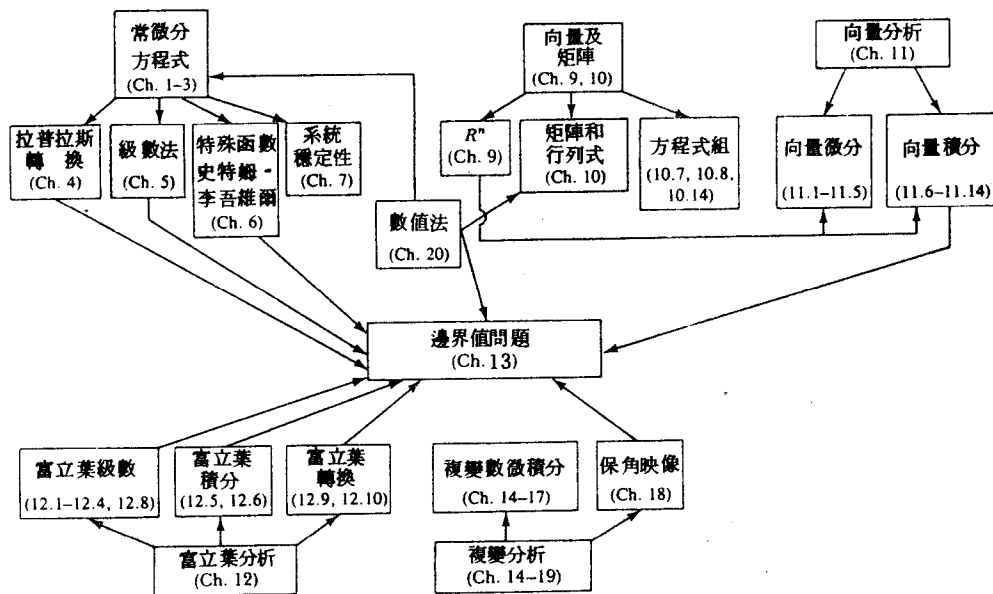 常微分
方程式
(Ch. 1–3)
向量及
矩陣
(Ch. 9, 10)
向量分析
(Ch. 11)
拉普拉斯
轉換
(Ch. 4)
級數法
(Ch. 5)
特殊函數
史特姆-
李吾維爾
(Ch. 6)
系統
穩定性
(Ch. 7)
Rⁿ
(Ch. 9)
矩陣和
行列式
(Ch. 10)
方程式組
(10.7, 10.8,
10.14)
向量微分
(11.1–11.5)
向量積分
(11.6–11.14)
數值法
(Ch. 20)
邊界值問題
(Ch. 13)
富立葉級數
(12.1–12.4, 12.8)
富立葉
積分
(12.5, 12.6)
富立葉
轉換
(12.9, 12.10)
複變數微積分
(Ch. 14–17)
保角映像
(Ch. 18)
富立葉分析
(Ch. 12)
複變分析
(Ch. 14–19)